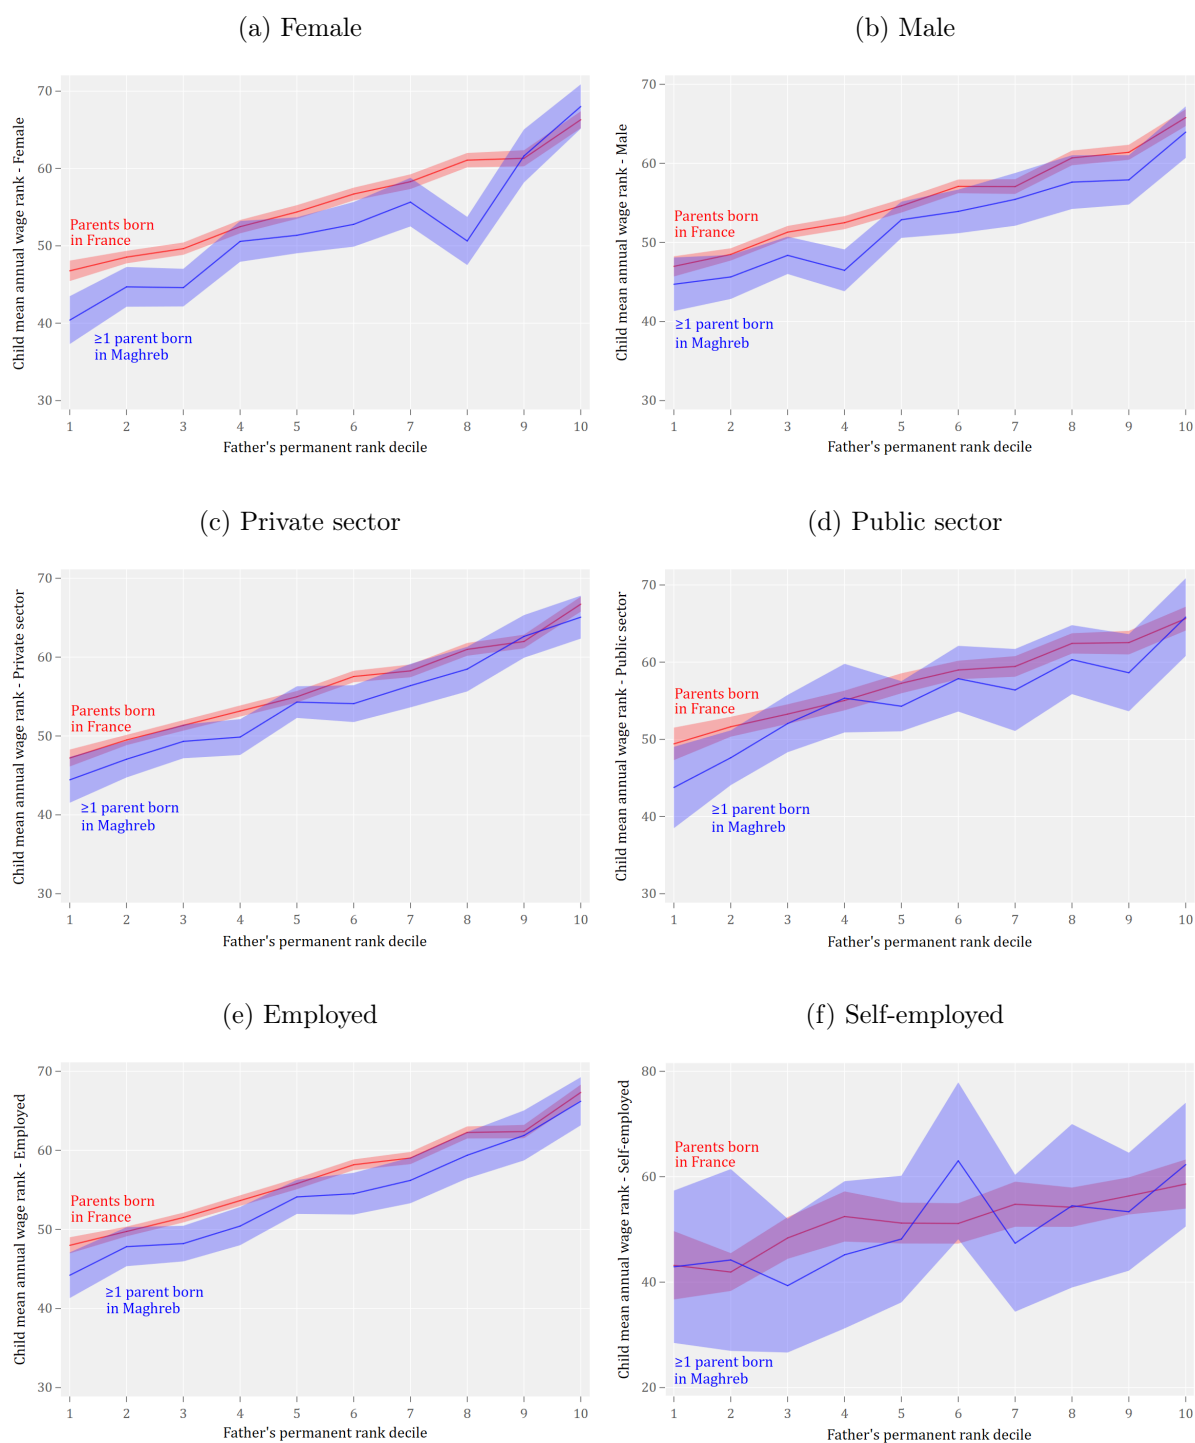 (a) Female
Child mean annual wage rank - Female
70
60
50
40
30
Parents born
in France
≥1 parent born
in Maghreb
1 2 3 4 5 6 7 8 9 10
Father's permanent rank decile
(b) Male
Child mean annual wage rank - Male
70
60
50
40
30
Parents born
in France
≥1 parent born
in Maghreb
1 2 3 4 5 6 7 8 9 10
Father's permanent rank decile
(c) Private sector
Child mean annual wage rank - Private sector
70
60
50
40
30
Parents born
in France
≥1 parent born
in Maghreb
1 2 3 4 5 6 7 8 9 10
Father's permanent rank decile
(d) Public sector
Child mean annual wage rank - Public sector
70
60
50
40
30
Parents born
in France
≥1 parent born
in Maghreb
1 2 3 4 5 6 7 8 9 10
Father's permanent rank decile
(e) Employed
Child mean annual wage rank - Employed
70
60
50
40
30
Parents born
in France
≥1 parent born
in Maghreb
1 2 3 4 5 6 7 8 9 10
Father's permanent rank decile
(f) Self-employed
Child mean annual wage rank - Self-employed
80
60
40
20
Parents born
in France
≥1 parent born
in Maghreb
1 2 3 4 5 6 7 8 9 10
Father's permanent rank decile